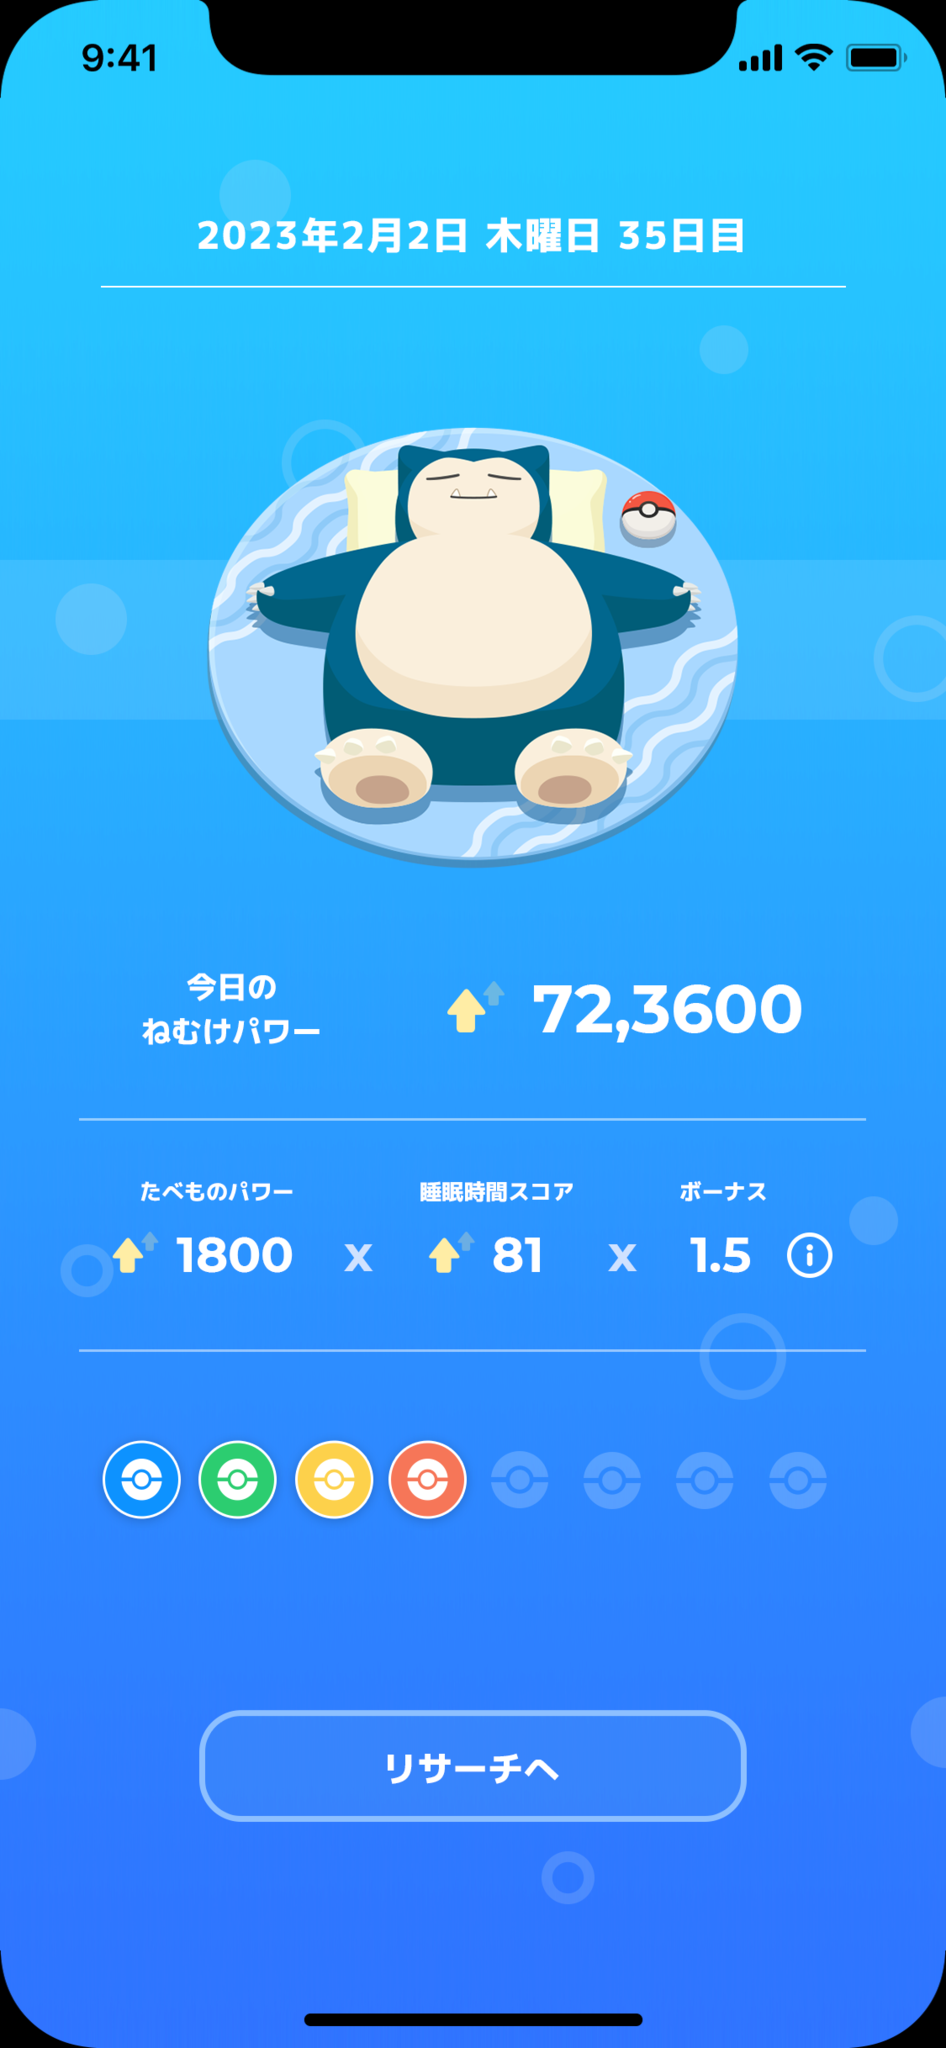 9:41
2023年2月2日 木曜日 35日目
今日の
ねむけパワー
72,3600
たべものパワー 睡眠時間スコア ボーナス
1800 x 81 x 1.5 i
リサーチへ